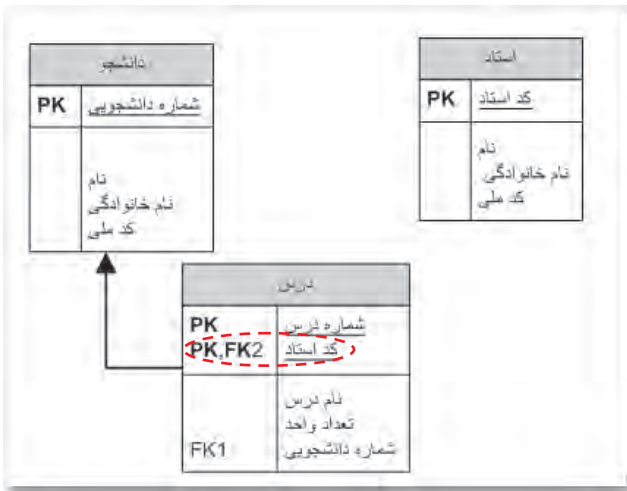 دانشجو
PK شماره دانشجویی
نام
نام خانوادگی
کد ملی
استاد
PK کد استاد
نام
نام خانوادگی
کد ملی
درس
PK شماره درس
PK,FK2 کد استاد
نام درس
تعداد واحد
FK1 شماره دانشجویی